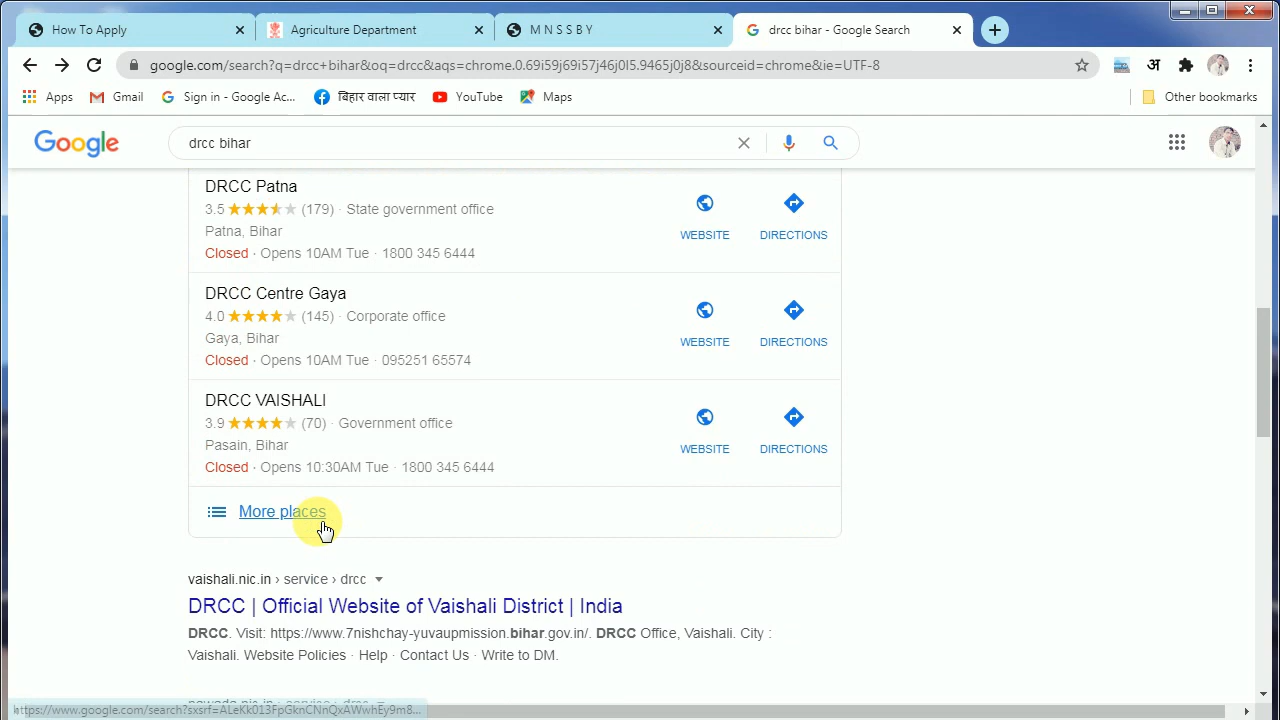 How To Apply
Agriculture Department
M N S S B Y
drcc bihar - Google Search
google.com/search?q=drcc+bihar&oq=drcc&aqs=chrome.0.69i59j69i57j46j0l5.9465j0j8&sourceid=chrome&ie=UTF-8
Apps
Gmail
Sign in - Google Ac...
बिहार वाला प्यार
YouTube
Maps
Other bookmarks
Google
drcc bihar
DRCC Patna
3.5 (179) · State government office
Patna, Bihar
Closed · Opens 10AM Tue · 1800 345 6444
WEBSITE
DIRECTIONS
DRCC Centre Gaya
4.0 (145) · Corporate office
Gaya, Bihar
Closed · Opens 10AM Tue · 095251 65574
WEBSITE
DIRECTIONS
DRCC VAISHALI
3.9 (70) · Government office
Pasain, Bihar
Closed · Opens 10:30AM Tue · 1800 345 6444
WEBSITE
DIRECTIONS
More places
vaishali.nic.in › service › drcc
DRCC | Official Website of Vaishali District | India
DRCC. Visit: https://www.7nishchay-yuvaupmission.bihar.gov.in/. DRCC Office, Vaishali. City :
Vaishali. Website Policies · Help · Contact Us · Write to DM.